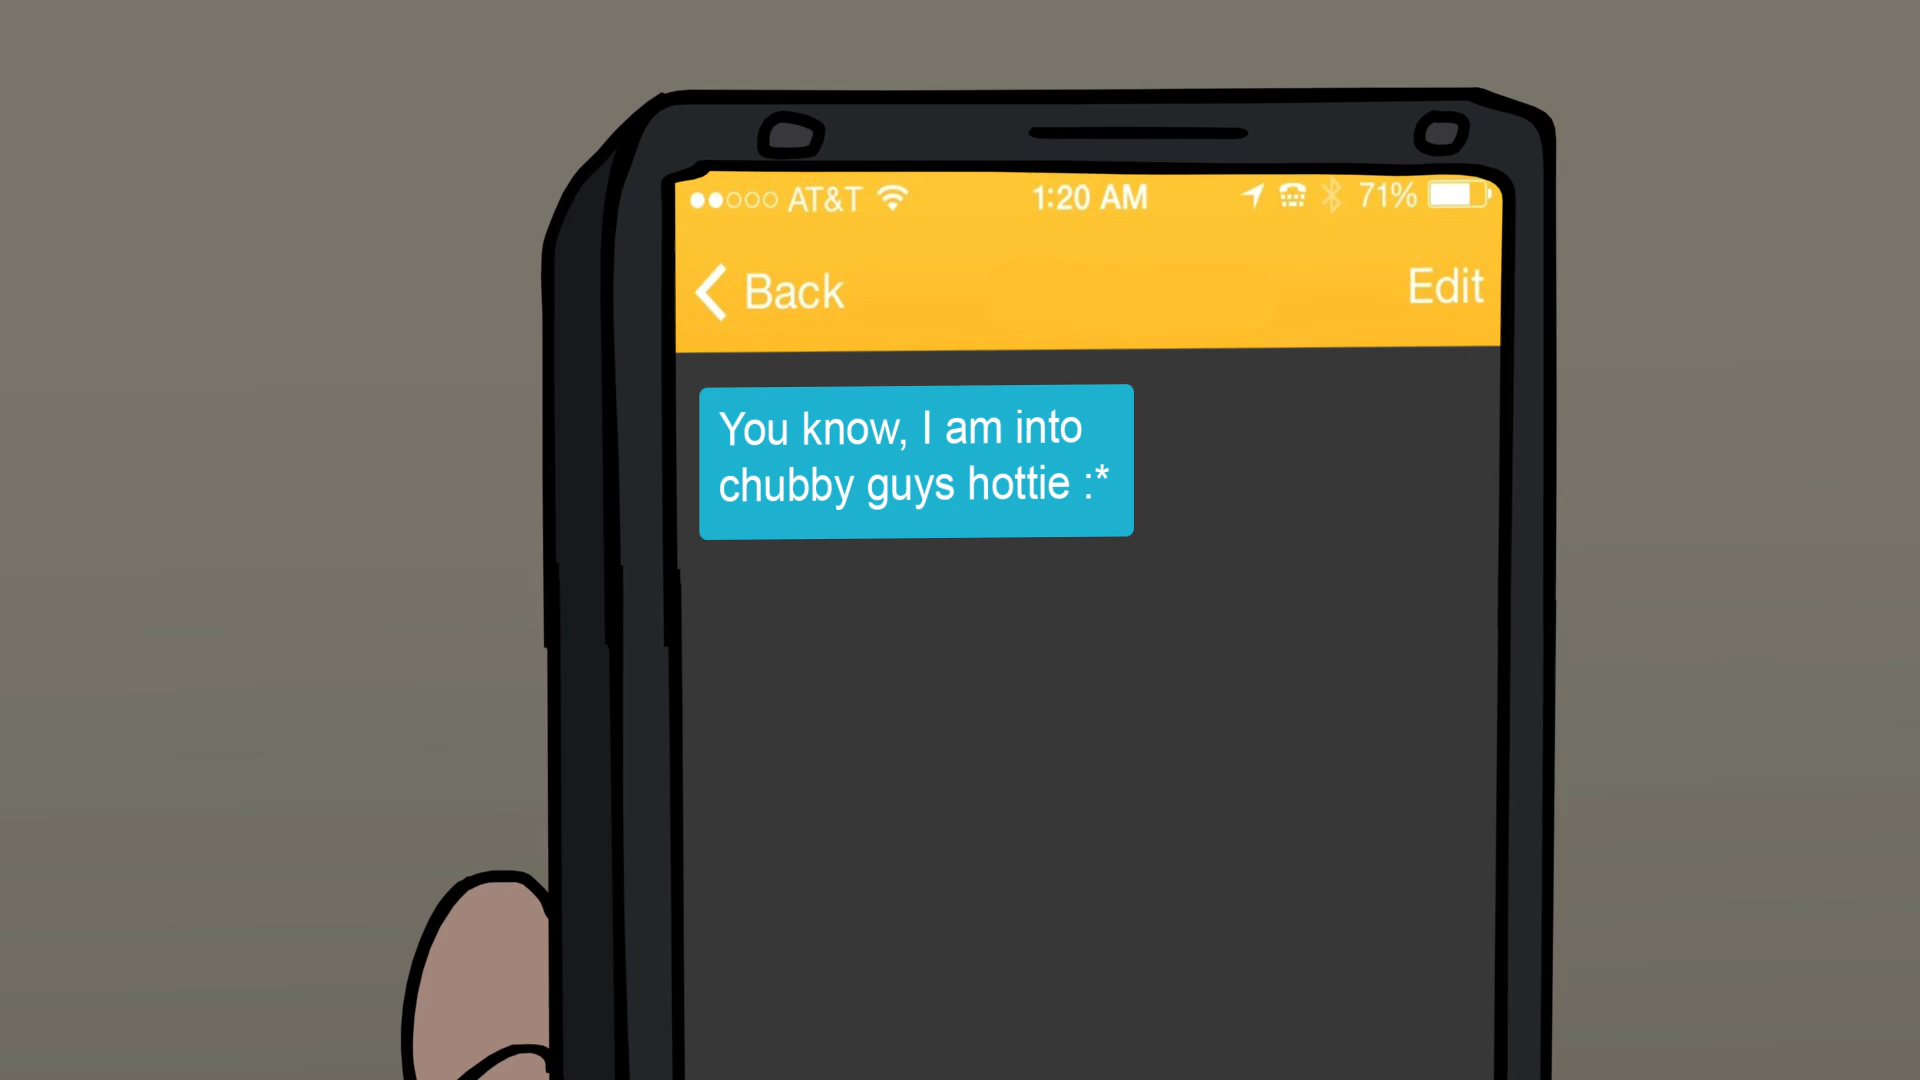 AT&T 1:20 AM 71%
Back Edit
You know, I am into
chubby guys hottie :*